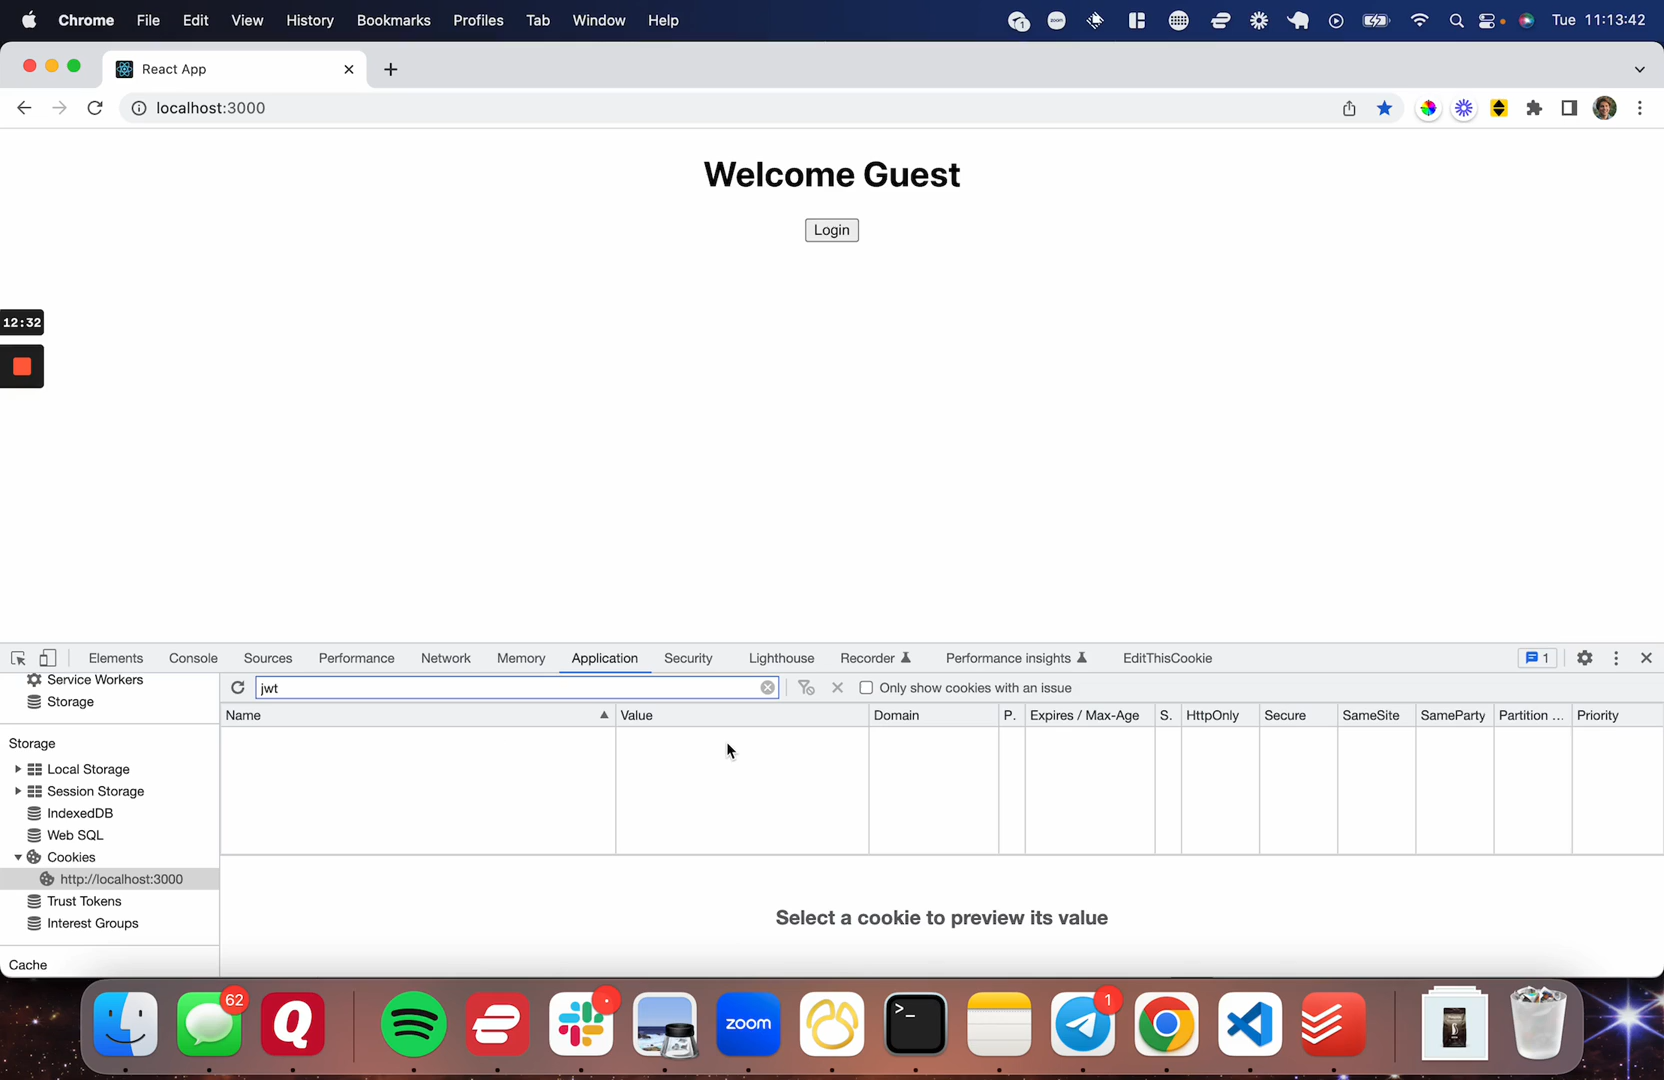 Chrome File Edit View History Bookmarks Profiles Tab Window Help zoom Tue 11:13:42
React App
localhost:3000
Welcome Guest
Login
12:32
Elements Console Sources Performance Network Memory Application Security Lighthouse Recorder Performance insights EditThisCookie 1
Service Workers
Storage
jwt
Only show cookies with an issue
Name Value Domain P. Expires / Max-Age S. HttpOnly Secure SameSite SameParty Partition ... Priority
Storage
Local Storage
Session Storage
IndexedDB
Web SQL
Cookies
http://localhost:3000
Trust Tokens
Interest Groups
Cache
Select a cookie to preview its value
62
1
zoom
>_